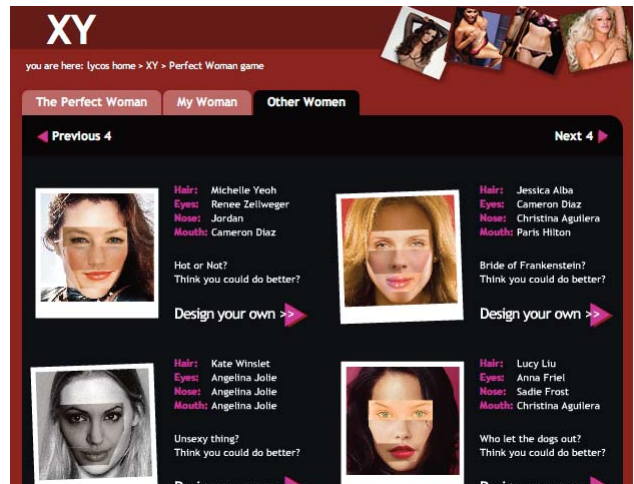 XY
you are here: lycos home > XY > Perfect Woman game
The Perfect Woman
My Woman
Other Women
Previous 4
Next 4
Hair: Michelle Yeoh
Eyes: Renee Zellweger
Nose: Jordan
Mouth: Cameron Diaz
Hot or Not?
Think you could do better?
Design your own >>
Hair: Jessica Alba
Eyes: Cameron Diaz
Nose: Christina Aguilera
Mouth: Paris Hilton
Bride of Frankenstein?
Think you could do better?
Design your own >>
Hair: Kate Winslet
Eyes: Angelina Jolie
Nose: Angelina Jolie
Mouth: Angelina Jolie
Unsexy thing?
Think you could do better?
Hair: Lucy Liu
Eyes: Anna Friel
Nose: Sadie Frost
Mouth: Christina Aguilera
Who let the dogs out?
Think you could do better?